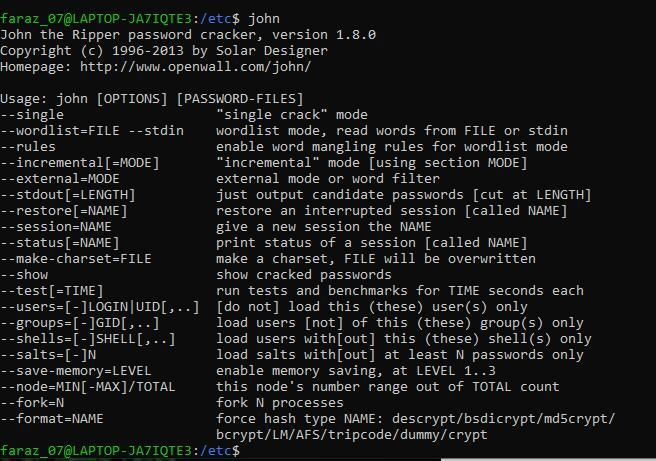 faraz_07@LAPTOP-JA7IQTE3:/etc$ john
John the Ripper password cracker, version 1.8.0
Copyright (c) 1996-2013 by Solar Designer
Homepage: http://www.openwall.com/john/

Usage: john [OPTIONS] [PASSWORD-FILES]
--single                   "single crack" mode
--wordlist=FILE --stdin    wordlist mode, read words from FILE or stdin
--rules                    enable word mangling rules for wordlist mode
--incremental[=MODE]       "incremental" mode [using section MODE]
--external=MODE            external mode or word filter
--stdout[=LENGTH]          just output candidate passwords [cut at LENGTH]
--restore[=NAME]           restore an interrupted session [called NAME]
--session=NAME             give a new session the NAME
--status[=NAME]            print status of a session [called NAME]
--make-charset=FILE        make a charset, FILE will be overwritten
--show                     show cracked passwords
--test[=TIME]              run tests and benchmarks for TIME seconds each
--users=[-]LOGIN|UID[,..]  [do not] load this (these) user(s) only
--groups=[-]GID[,..]       load users [not] of this (these) group(s) only
--shells=[-]SHELL[,..]     load users with[out] this (these) shell(s) only
--salts=[-]N               load salts with[out] at least N passwords only
--save-memory=LEVEL        enable memory saving, at LEVEL 1..3
--node=MIN[-MAX]/TOTAL     this node's number range out of TOTAL count
--fork=N                   fork N processes
--format=NAME              force hash type NAME: descrypt/bsdicrypt/md5crypt/
                           bcrypt/LM/AFS/tripcode/dummy/crypt
faraz_07@LAPTOP-JA7IQTE3:/etc$